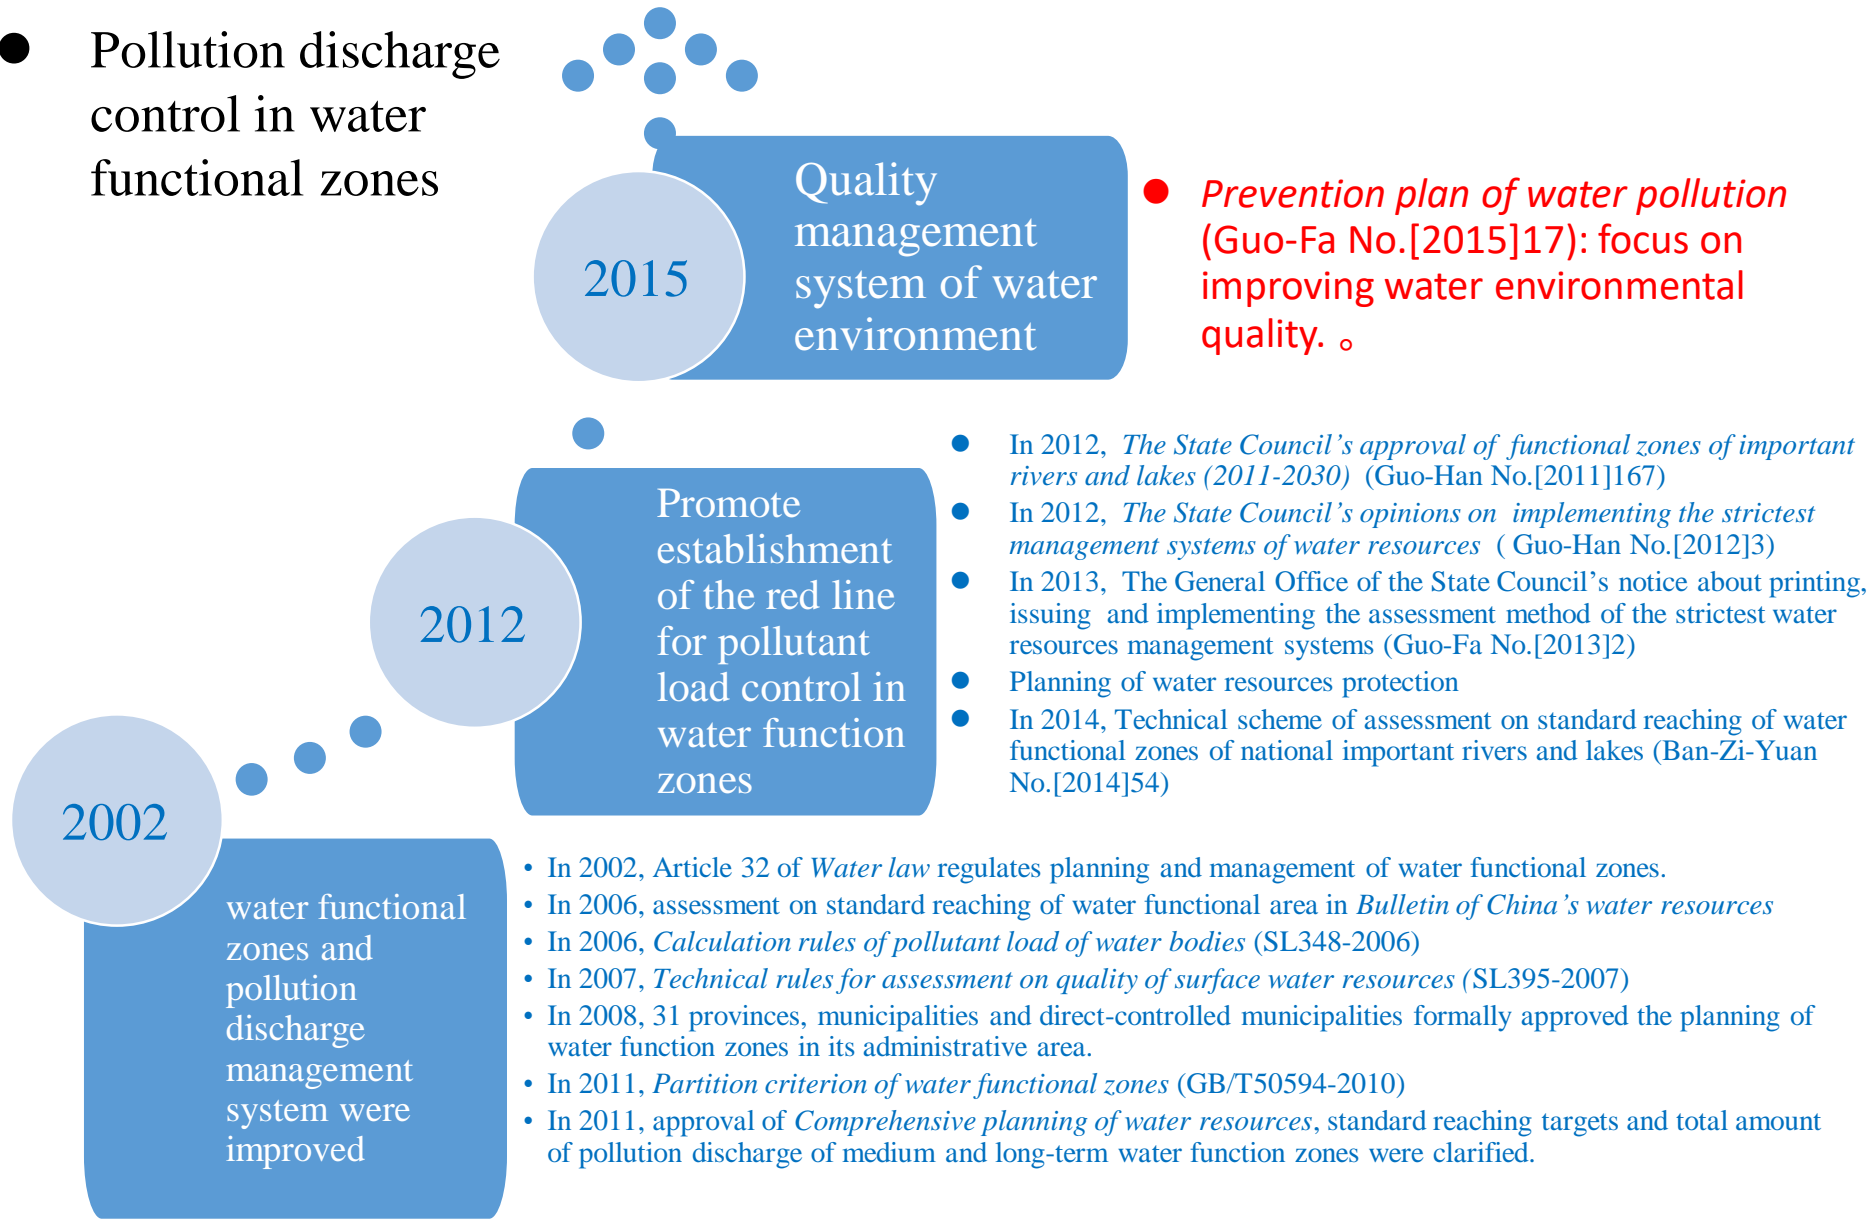 ● Pollution discharge
control in water
functional zones
2015
Quality
management
system of water
environment
● Prevention plan of water pollution
(Guo-Fa No.[2015]17): focus on
improving water environmental
quality. 。
2012
Promote
establishment
of the red line
for pollutant
load control in
water function
zones
● In 2012, The State Council’s approval of functional zones of important
rivers and lakes (2011-2030) (Guo-Han No.[2011]167)
● In 2012, The State Council’s opinions on implementing the strictest
management systems of water resources ( Guo-Han No.[2012]3)
● In 2013, The General Office of the State Council’s notice about printing,
issuing and implementing the assessment method of the strictest water
resources management systems (Guo-Fa No.[2013]2)
● Planning of water resources protection
● In 2014, Technical scheme of assessment on standard reaching of water
functional zones of national important rivers and lakes (Ban-Zi-Yuan
No.[2014]54)
2002
water functional
zones and
pollution
discharge
management
system were
improved
• In 2002, Article 32 of Water law regulates planning and management of water functional zones.
• In 2006, assessment on standard reaching of water functional area in Bulletin of China’s water resources
• In 2006, Calculation rules of pollutant load of water bodies (SL348-2006)
• In 2007, Technical rules for assessment on quality of surface water resources (SL395-2007)
• In 2008, 31 provinces, municipalities and direct-controlled municipalities formally approved the planning of
water function zones in its administrative area.
• In 2011, Partition criterion of water functional zones (GB/T50594-2010)
• In 2011, approval of Comprehensive planning of water resources, standard reaching targets and total amount
of pollution discharge of medium and long-term water function zones were clarified.